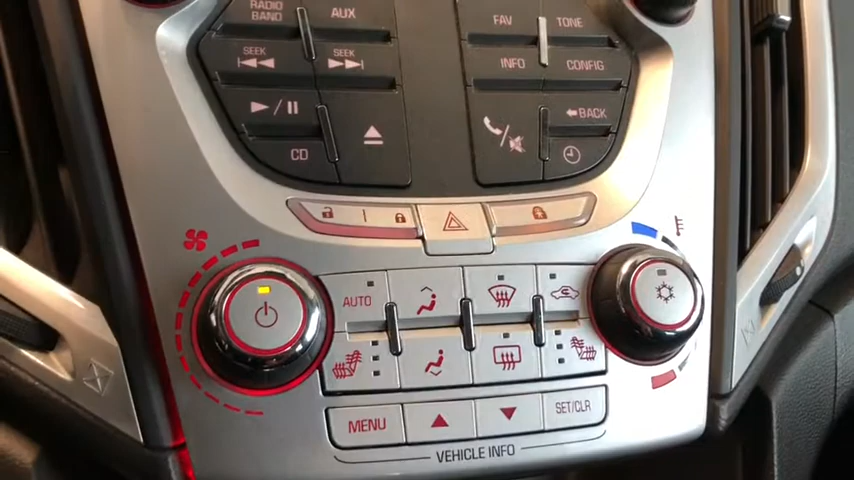 RADIO
BAND
AUX
FAV
TONE
SEEK
SEEK
INFO
CONFIG
BACK
CD
AUTO
MENU
SET/CLR
VEHICLE INFO